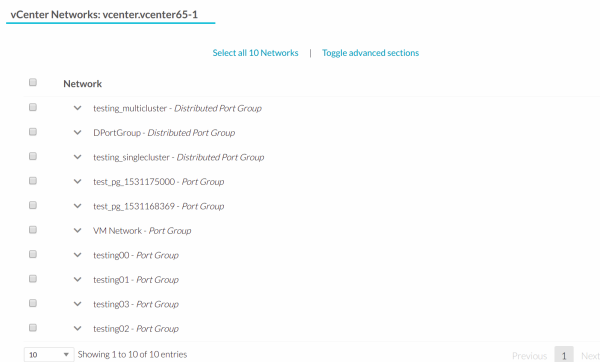 vCenter Networks: vcenter.vcenter65-1
Select all 10 Networks | Toggle advanced sections
Network
testing_multicluster - Distributed Port Group
DPortGroup - Distributed Port Group
testing_singlecluster - Distributed Port Group
test_pg_1531175000 - Port Group
test_pg_1531168369 - Port Group
VM Network - Port Group
testing00 - Port Group
testing01 - Port Group
testing03 - Port Group
testing02 - Port Group
10 Showing 1 to 10 of 10 entries Previous 1 Next